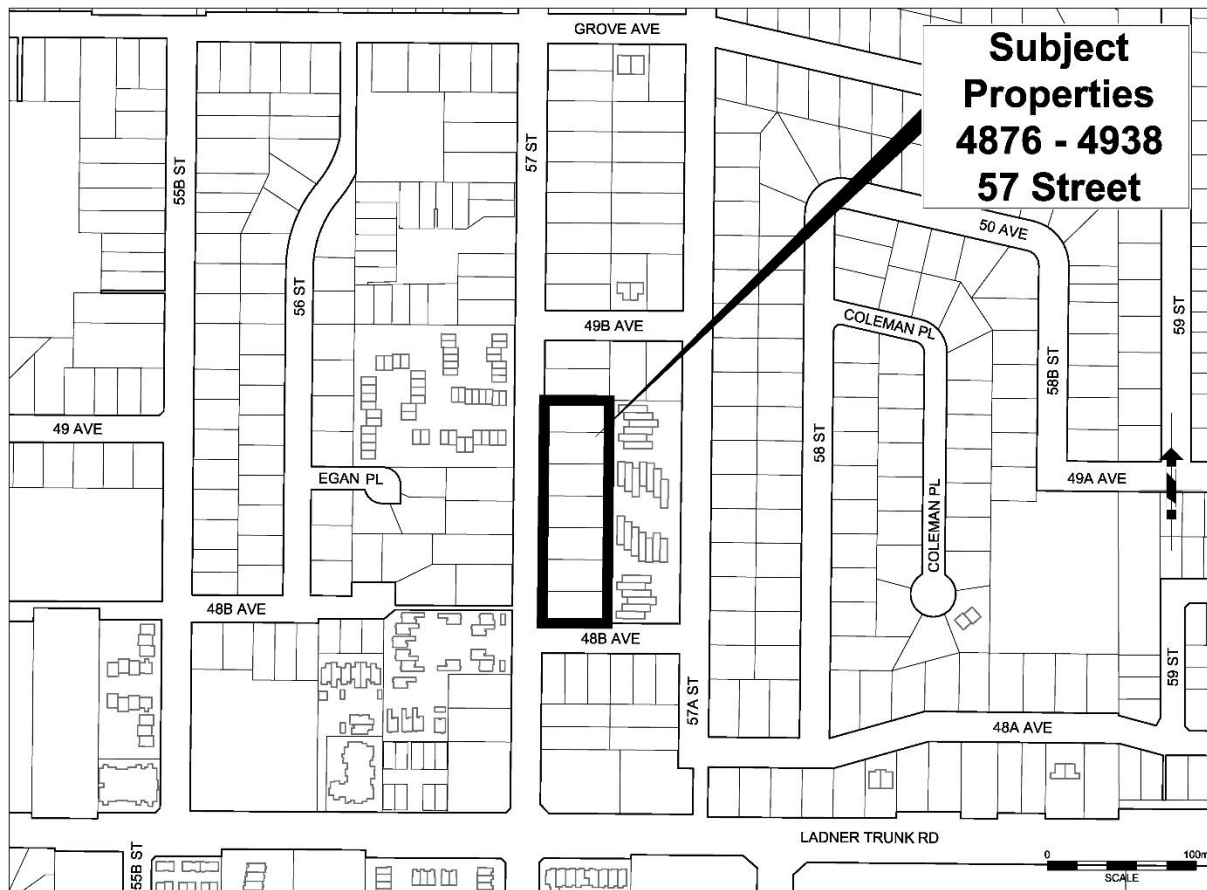 GROVE AVE
Subject
Properties
4876 - 4938
57 Street
55B ST
57 ST
50 AVE
56 ST
59 ST
49B AVE
COLEMAN PL
58B ST
49 AVE
58 ST
EGAN PL
49A AVE
COLEMAN PL
48B AVE
48B AVE
59 ST
57A ST
48A AVE
LADNER TRUNK RD
55B ST
0 100m
SCALE